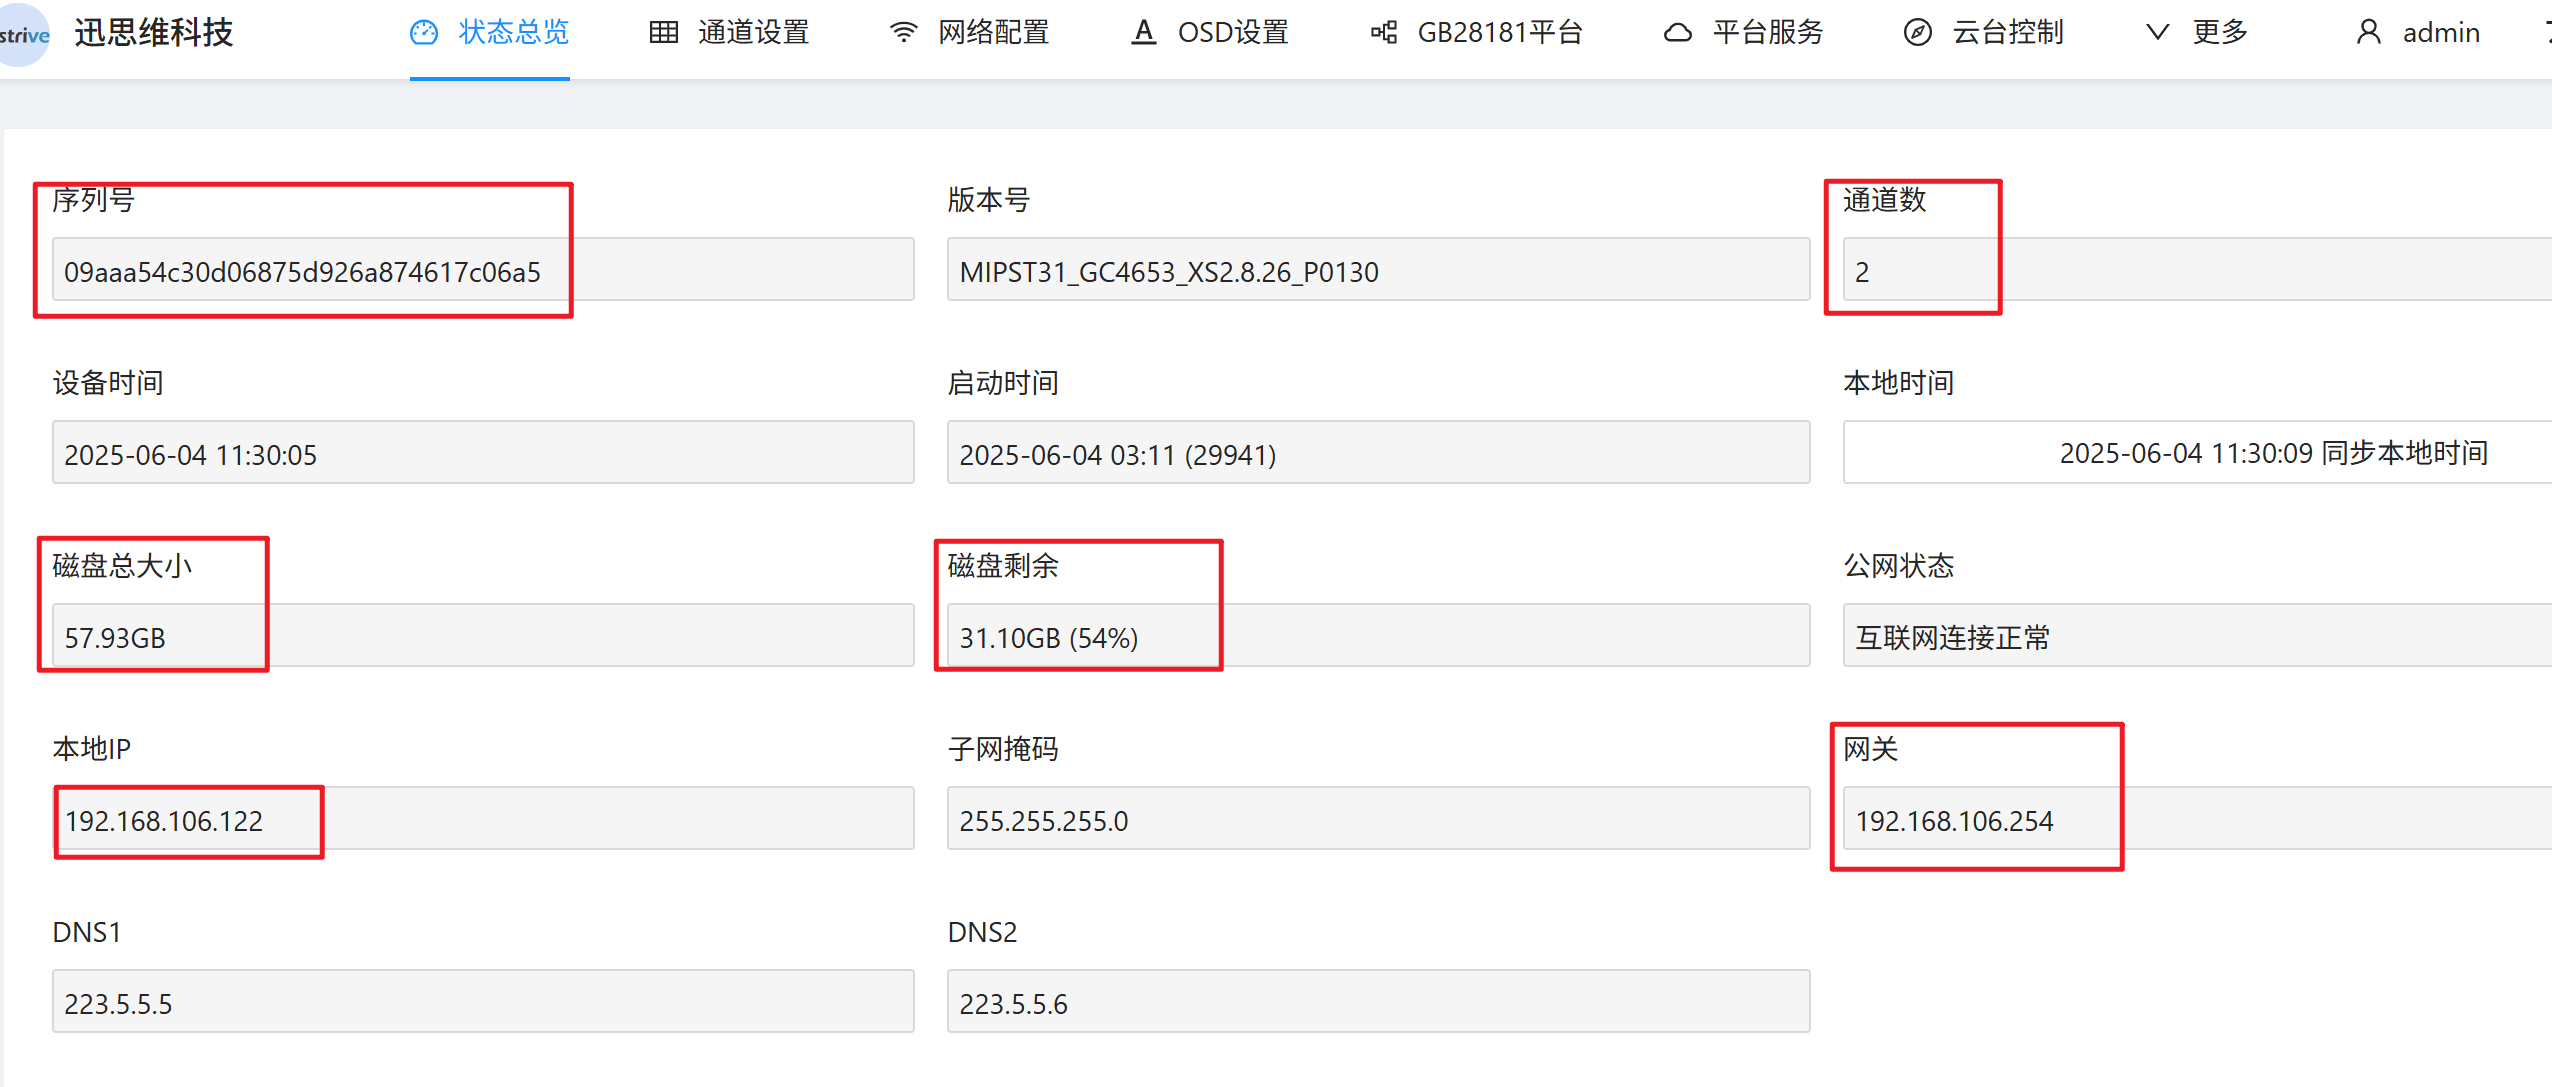 strive 迅思维科技 状态总览 通道设置 网络配置 OSD设置 GB28181平台 平台服务 云台控制 更多 admin
序列号 版本号 通道数
09aaa54c30d06875d926a874617c06a5 MIPST31_GC4653_XS2.8.26_P0130 2
设备时间 启动时间 本地时间
2025-06-04 11:30:05 2025-06-04 03:11 (29941) 2025-06-04 11:30:09 同步本地时间
磁盘总大小 磁盘剩余 公网状态
57.93GB 31.10GB (54%) 互联网连接正常
本地IP 子网掩码 网关
192.168.106.122 255.255.255.0 192.168.106.254
DNS1 DNS2
223.5.5.5 223.5.5.6